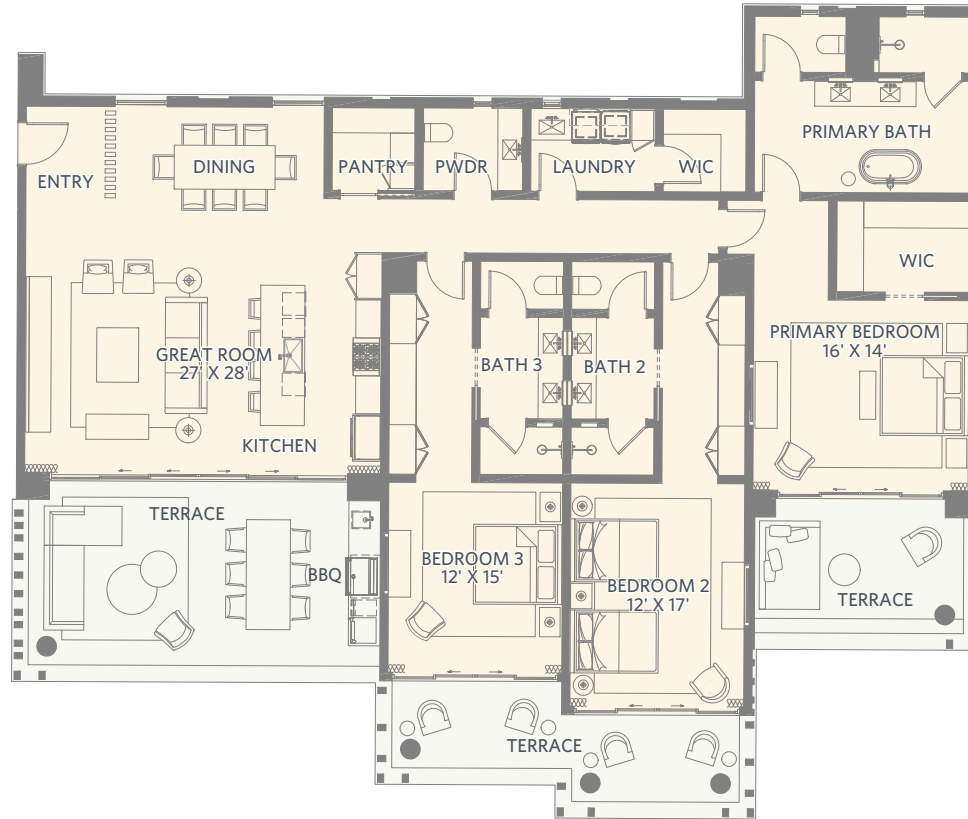 PRIMARY BATH
ENTRY
DINING
PANTRY
PWDR
LAUNDRY
WIC
WIC
GREAT ROOM
27' X 28'
BATH 3
BATH 2
PRIMARY BEDROOM
16' X 14'
KITCHEN
TERRACE
BBQ
BEDROOM 3
12' X 15'
BEDROOM 2
12' X 17'
TERRACE
TERRACE